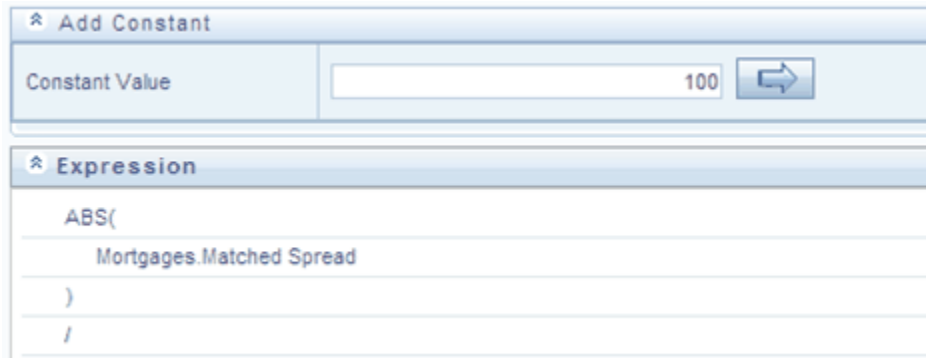 Add Constant
Constant Value 100
Expression
ABS(
Mortgages.Matched Spread
)
/